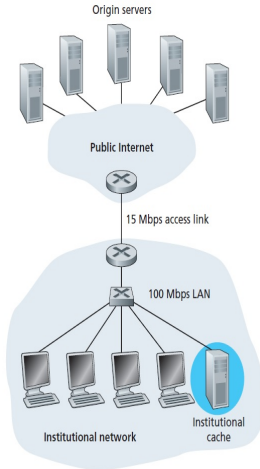 Origin servers
Public Internet
15 Mbps access link
100 Mbps LAN
Institutional
cache
Institutional network